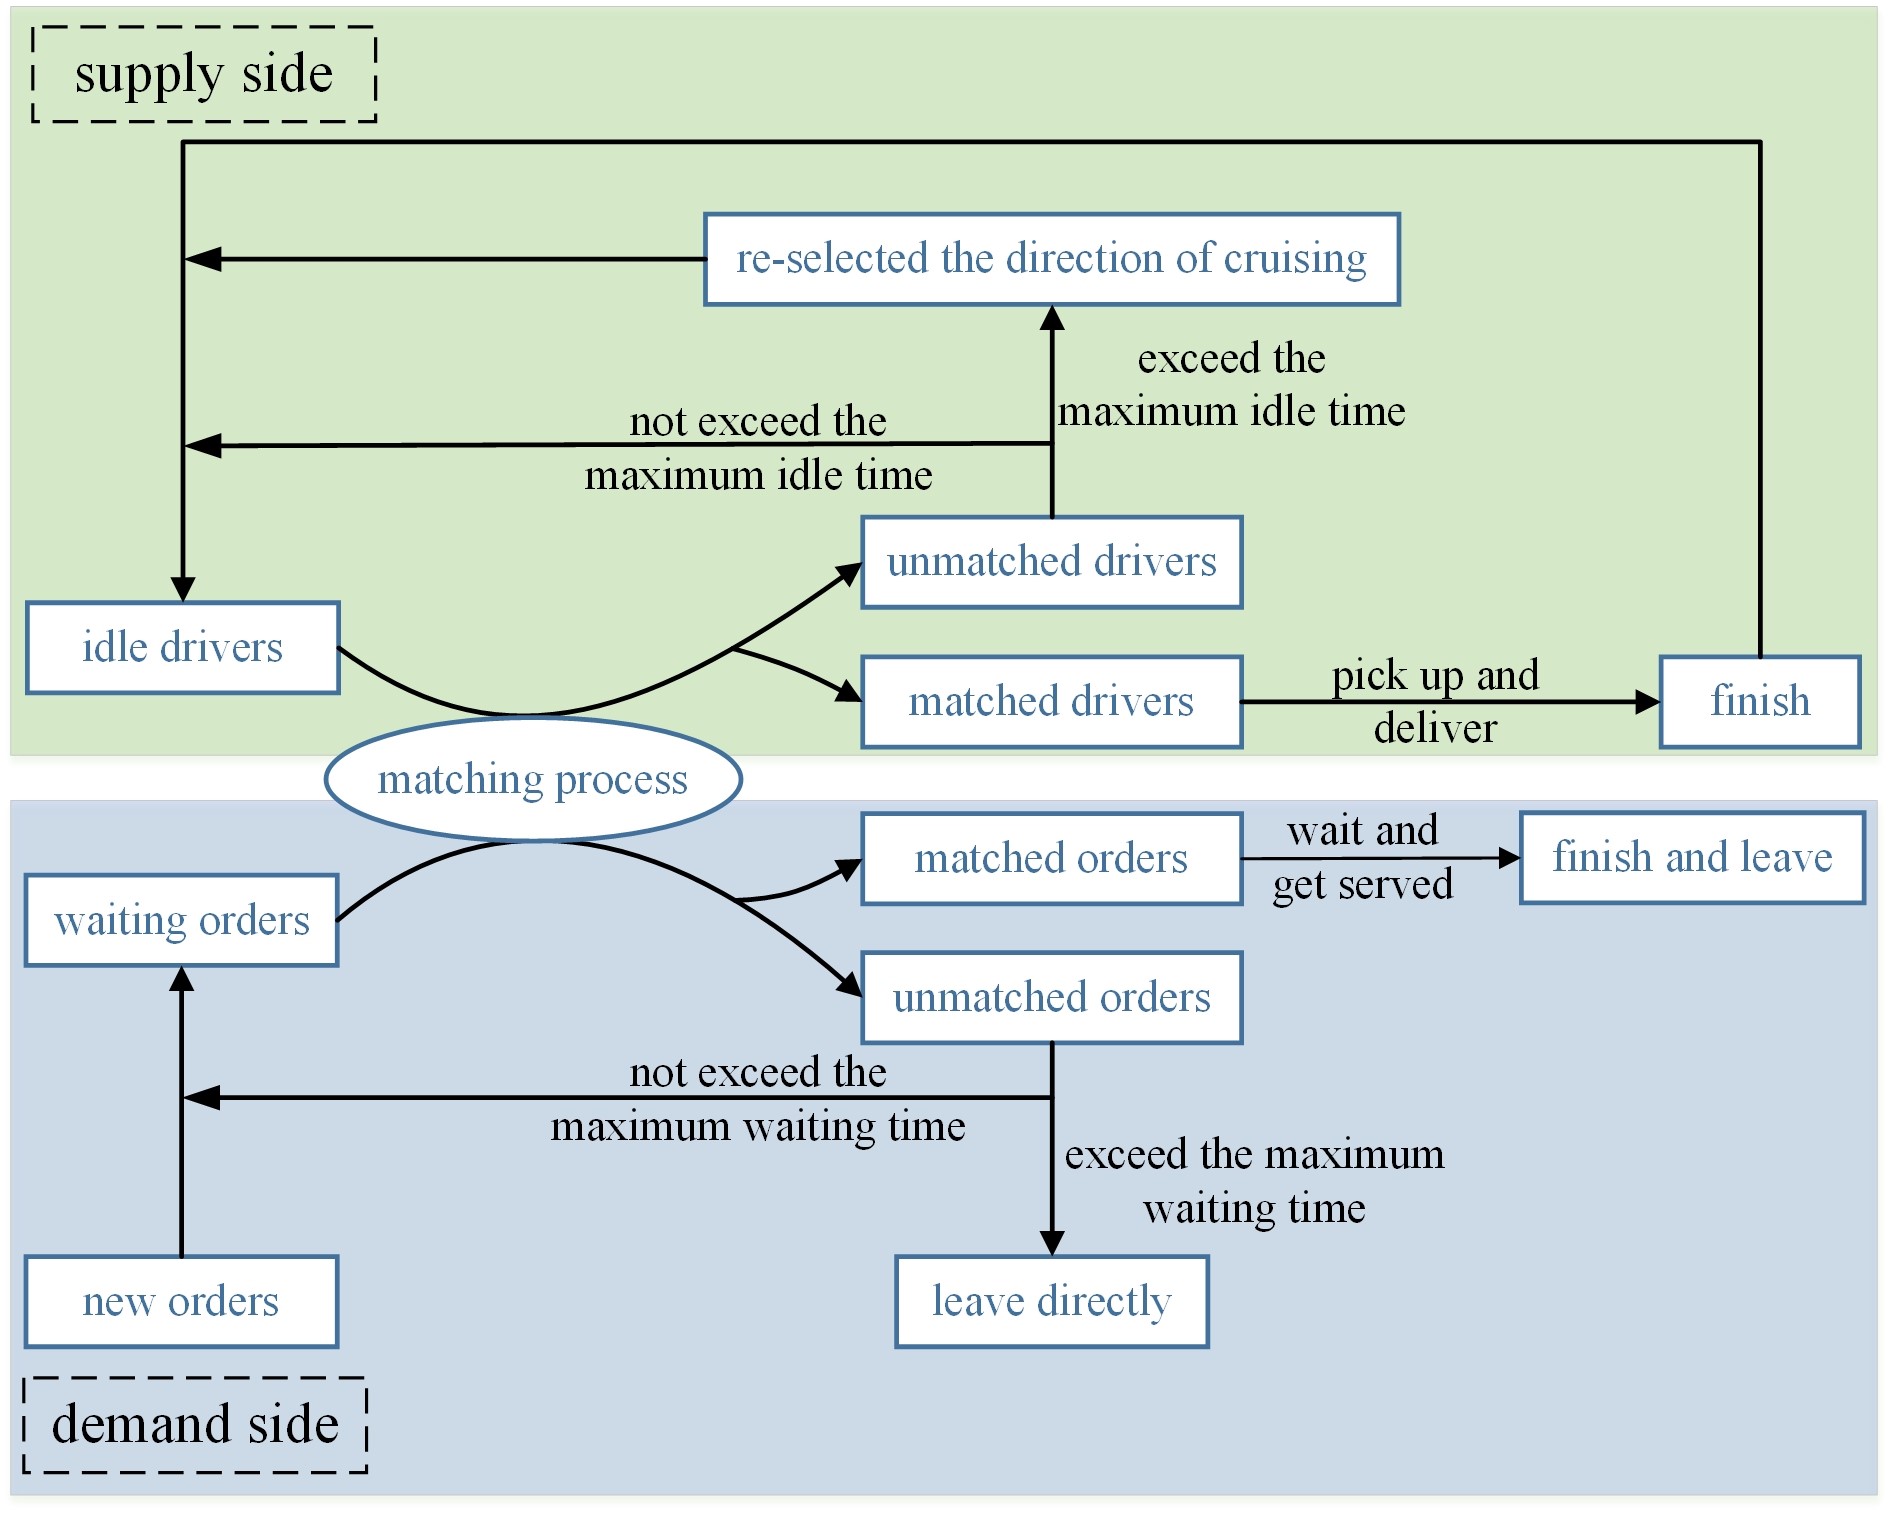 supply side
re-selected the direction of cruising
exceed the
maximum idle time
not exceed the
maximum idle time
unmatched drivers
idle drivers
matched drivers
pick up and
deliver
finish
matching process
matched orders
wait and
get served
finish and leave
waiting orders
unmatched orders
not exceed the
maximum waiting time
exceed the maximum
waiting time
new orders
leave directly
demand side